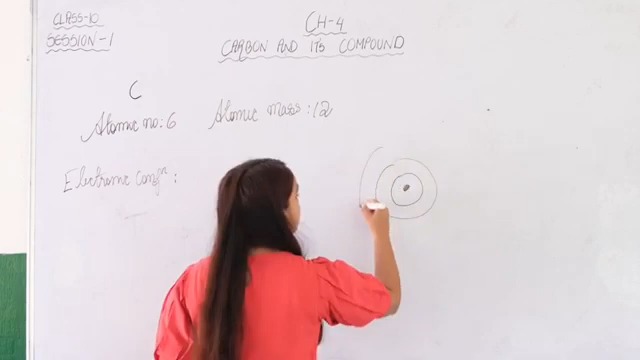 CLASS-10
SESSION-1
CH-4
CARBON AND ITS COMPOUND
C
Atomic no: 6
Atomic mass: 12
Electronic confgn :